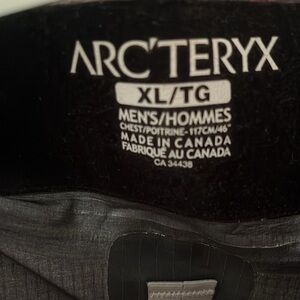 ARC'TERYX
XL/TG
MEN'S/HOMMES
CHEST/POITRINE-117CM/46"
MADE IN CANADA
FABRIQUÉ AU CANADA
CA 34438